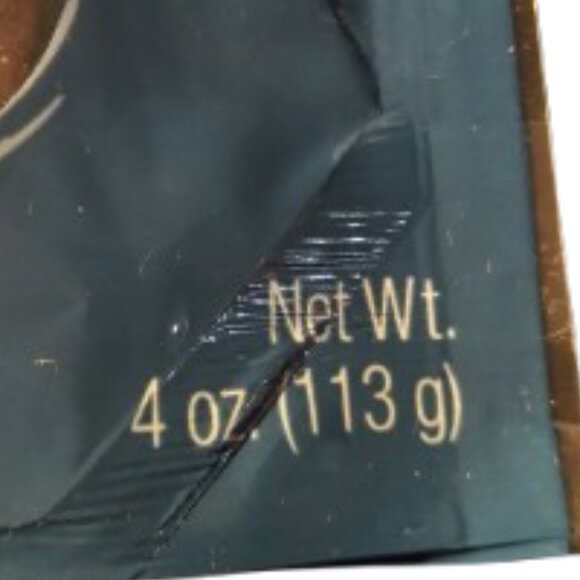 Net Wt.
4 oz. (113 g)